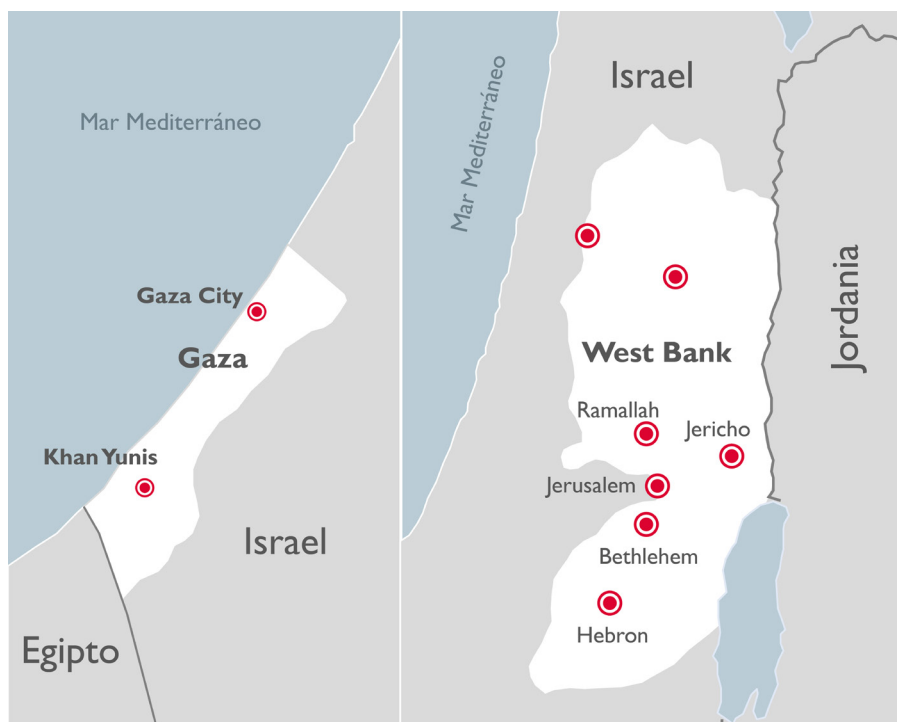 Mar Mediterráneo
Gaza City
Gaza
Khan Yunis
Israel
Egipto
Mar Mediterráneo
Israel
Jordania
West Bank
Ramallah
Jericho
Jerusalem
Bethlehem
Hebron